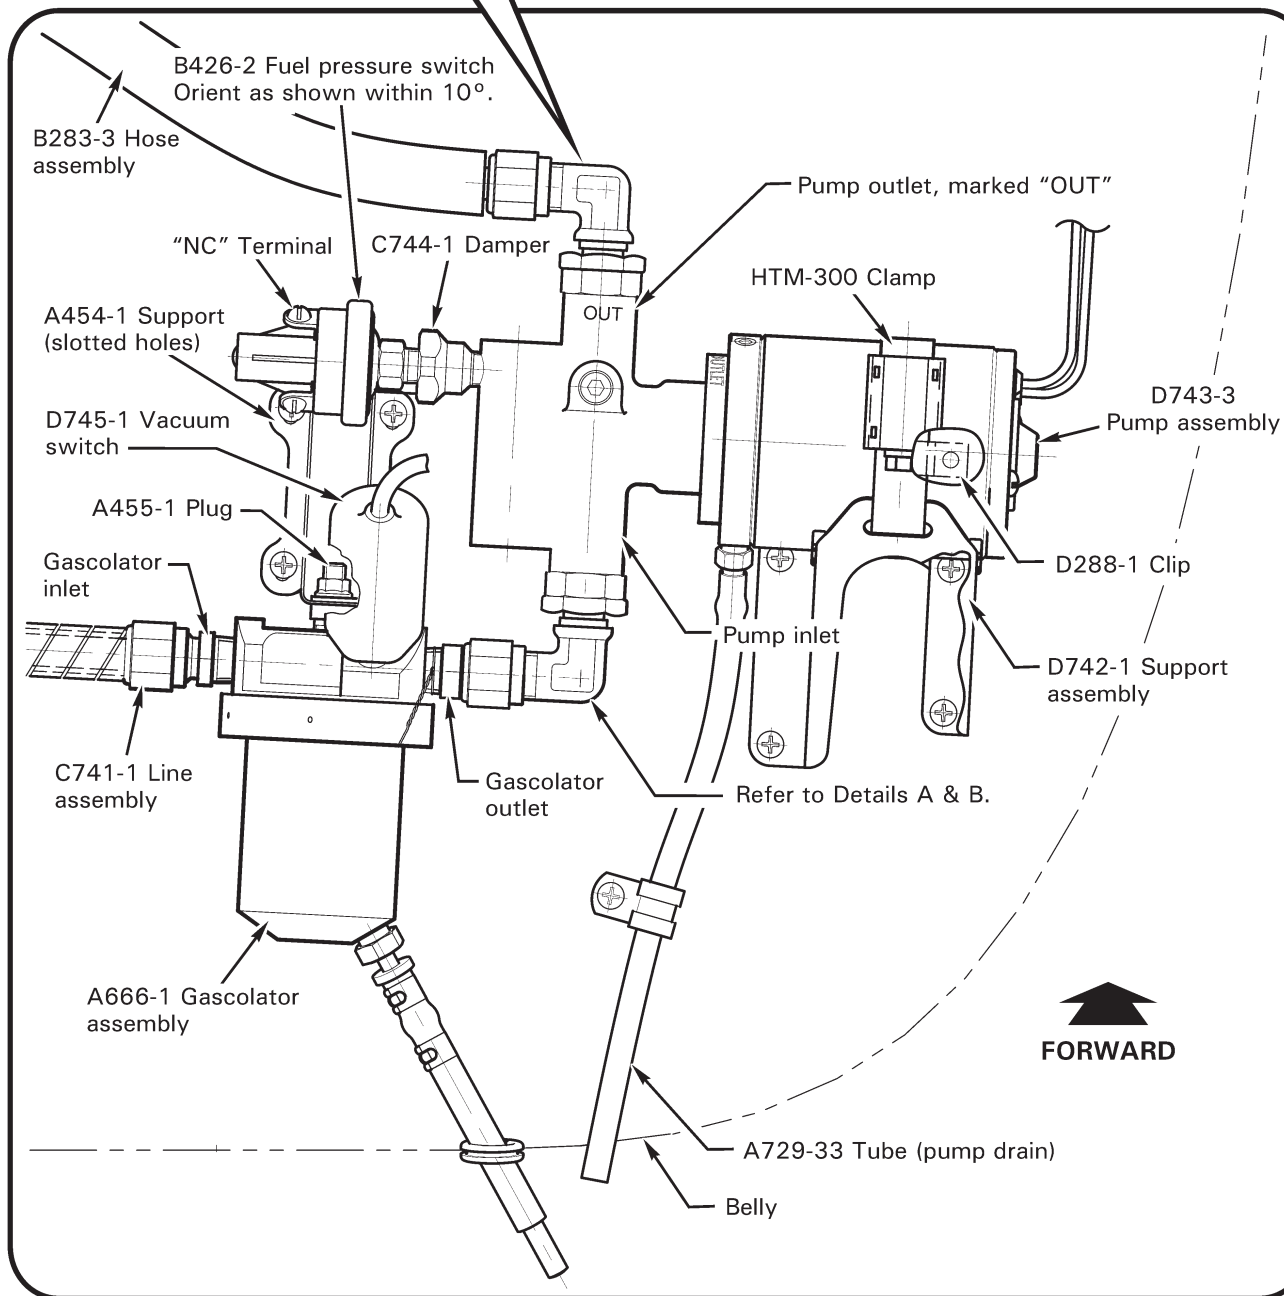 B426-2 Fuel pressure switch
Orient as shown within 10°.
B283-3 Hose
assembly
Pump outlet, marked “OUT”
“NC” Terminal
C744-1 Damper
HTM-300 Clamp
A454-1 Support
(slotted holes)
OUT
OUTLET
D743-3
Pump assembly
D745-1 Vacuum
switch
A455-1 Plug
Gascolator
inlet
D288-1 Clip
Pump inlet
D742-1 Support
assembly
C741-1 Line
assembly
Gascolator
outlet
Refer to Details A & B.
A666-1 Gascolator
assembly
FORWARD
A729-33 Tube (pump drain)
Belly